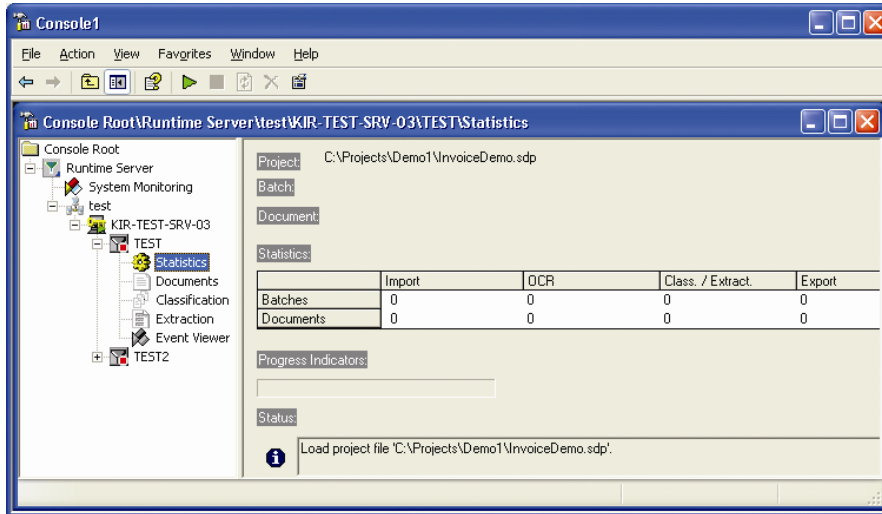 Console1
File Action View Favorites Window Help
Console Root\Runtime Server\test\KIR-TEST-SRV-03\TEST\Statistics
Console Root
Runtime Server
System Monitoring
test
KIR-TEST-SRV-03
TEST
Statistics
Documents
Classification
Extraction
Event Viewer
TEST2
Project: C:\Projects\Demo1\InvoiceDemo.sdp
Batch:
Document:
Statistics:
Import OCR Class. / Extract. Export
Batches 0 0 0 0
Documents 0 0 0 0
Progress Indicators:
Status:
Load project file 'C:\Projects\Demo1\InvoiceDemo.sdp'.